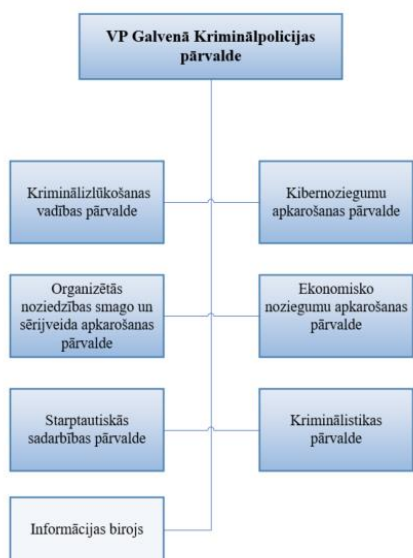 VP Galvenā Kriminālpolicijas
pārvalde
Kriminālizlūkošanas
vadības pārvalde
Kibernoziegumu
apkarošanas pārvalde
Organizētās
noziedzības smago un
sērijveida apkarošanas
pārvalde
Ekonomisko
noziegumu apkarošanas
pārvalde
Starptautiskās
sadarbības pārvalde
Kriminālistikas
pārvalde
Informācijas birojs